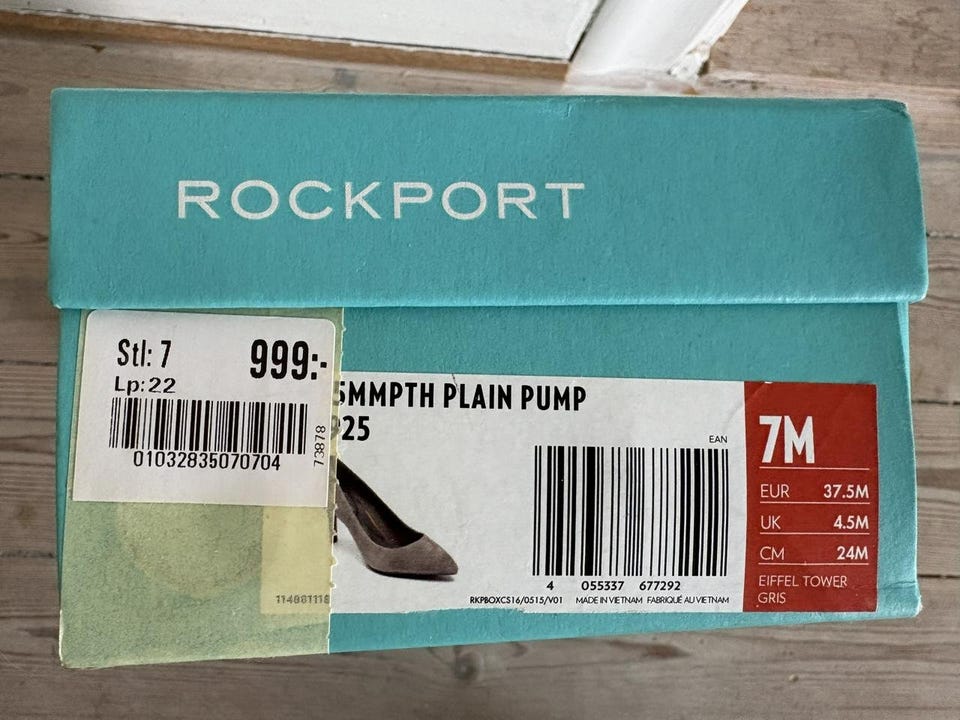 ROCKPORT
Stl: 7 999:-
Lp:22
01032835070704
73878
5MMPTH PLAIN PUMP
25
EAN
4 055337 677292
RKPBOXCS16/0515/V01 MADE IN VIETNAM FABRIQUÉ AU VIETNAM
7M
EUR 37.5M
UK 4.5M
CM 24M
EIFFEL TOWER
GRIS